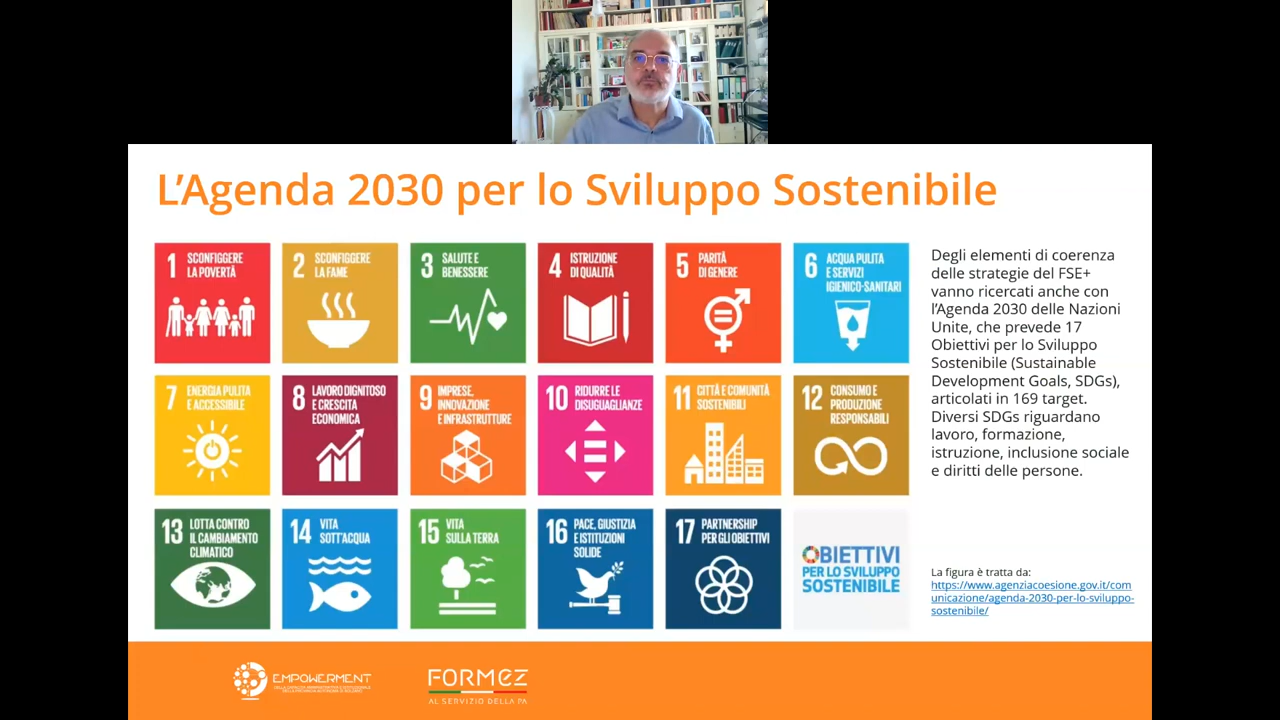 L'Agenda 2030 per lo Sviluppo Sostenibile
1 SCONFIGGERE
LA POVERTÀ
2 SCONFIGGERE
LA FAME
3 SALUTE E
BENESSERE
4 ISTRUZIONE
DI QUALITÀ
5 PARITÀ
DI GENERE
6 ACQUA PULITA
E SERVIZI
IGIENICO-SANITARI
7 ENERGIA PULITA
E ACCESSIBILE
8 LAVORO DIGNITOSO
E CRESCITA
ECONOMICA
9 IMPRESE,
INNOVAZIONE
E INFRASTRUTTURE
10 RIDURRE LE
DISUGUAGLIANZE
11 CITTÀ E COMUNITÀ
SOSTENIBILI
12 CONSUMO E
PRODUZIONE
RESPONSABILI
13 LOTTA CONTRO
IL CAMBIAMENTO
CLIMATICO
14 VITA
SOTT'ACQUA
15 VITA
SULLA TERRA
16 PACE, GIUSTIZIA
E ISTITUZIONI
SOLIDE
17 PARTNERSHIP
PER GLI OBIETTIVI
OBIETTIVI
PER LO SVILUPPO
SOSTENIBILE
Degli elementi di coerenza
delle strategie del FSE+
vanno ricercati anche con
l'Agenda 2030 delle Nazioni
Unite, che prevede 17
Obiettivi per lo Sviluppo
Sostenibile (Sustainable
Development Goals, SDGs),
articolati in 169 target.
Diversi SDGs riguardano
lavoro, formazione,
istruzione, inclusione sociale
e diritti delle persone.
La figura è tratta da:
https://www.agenziacoesione.gov.it/com
unicazione/agenda-2030-per-lo-sviluppo-
sostenibile/
EMPOWERMENT
FORMEZ
AL SERVIZIO DELLA PA